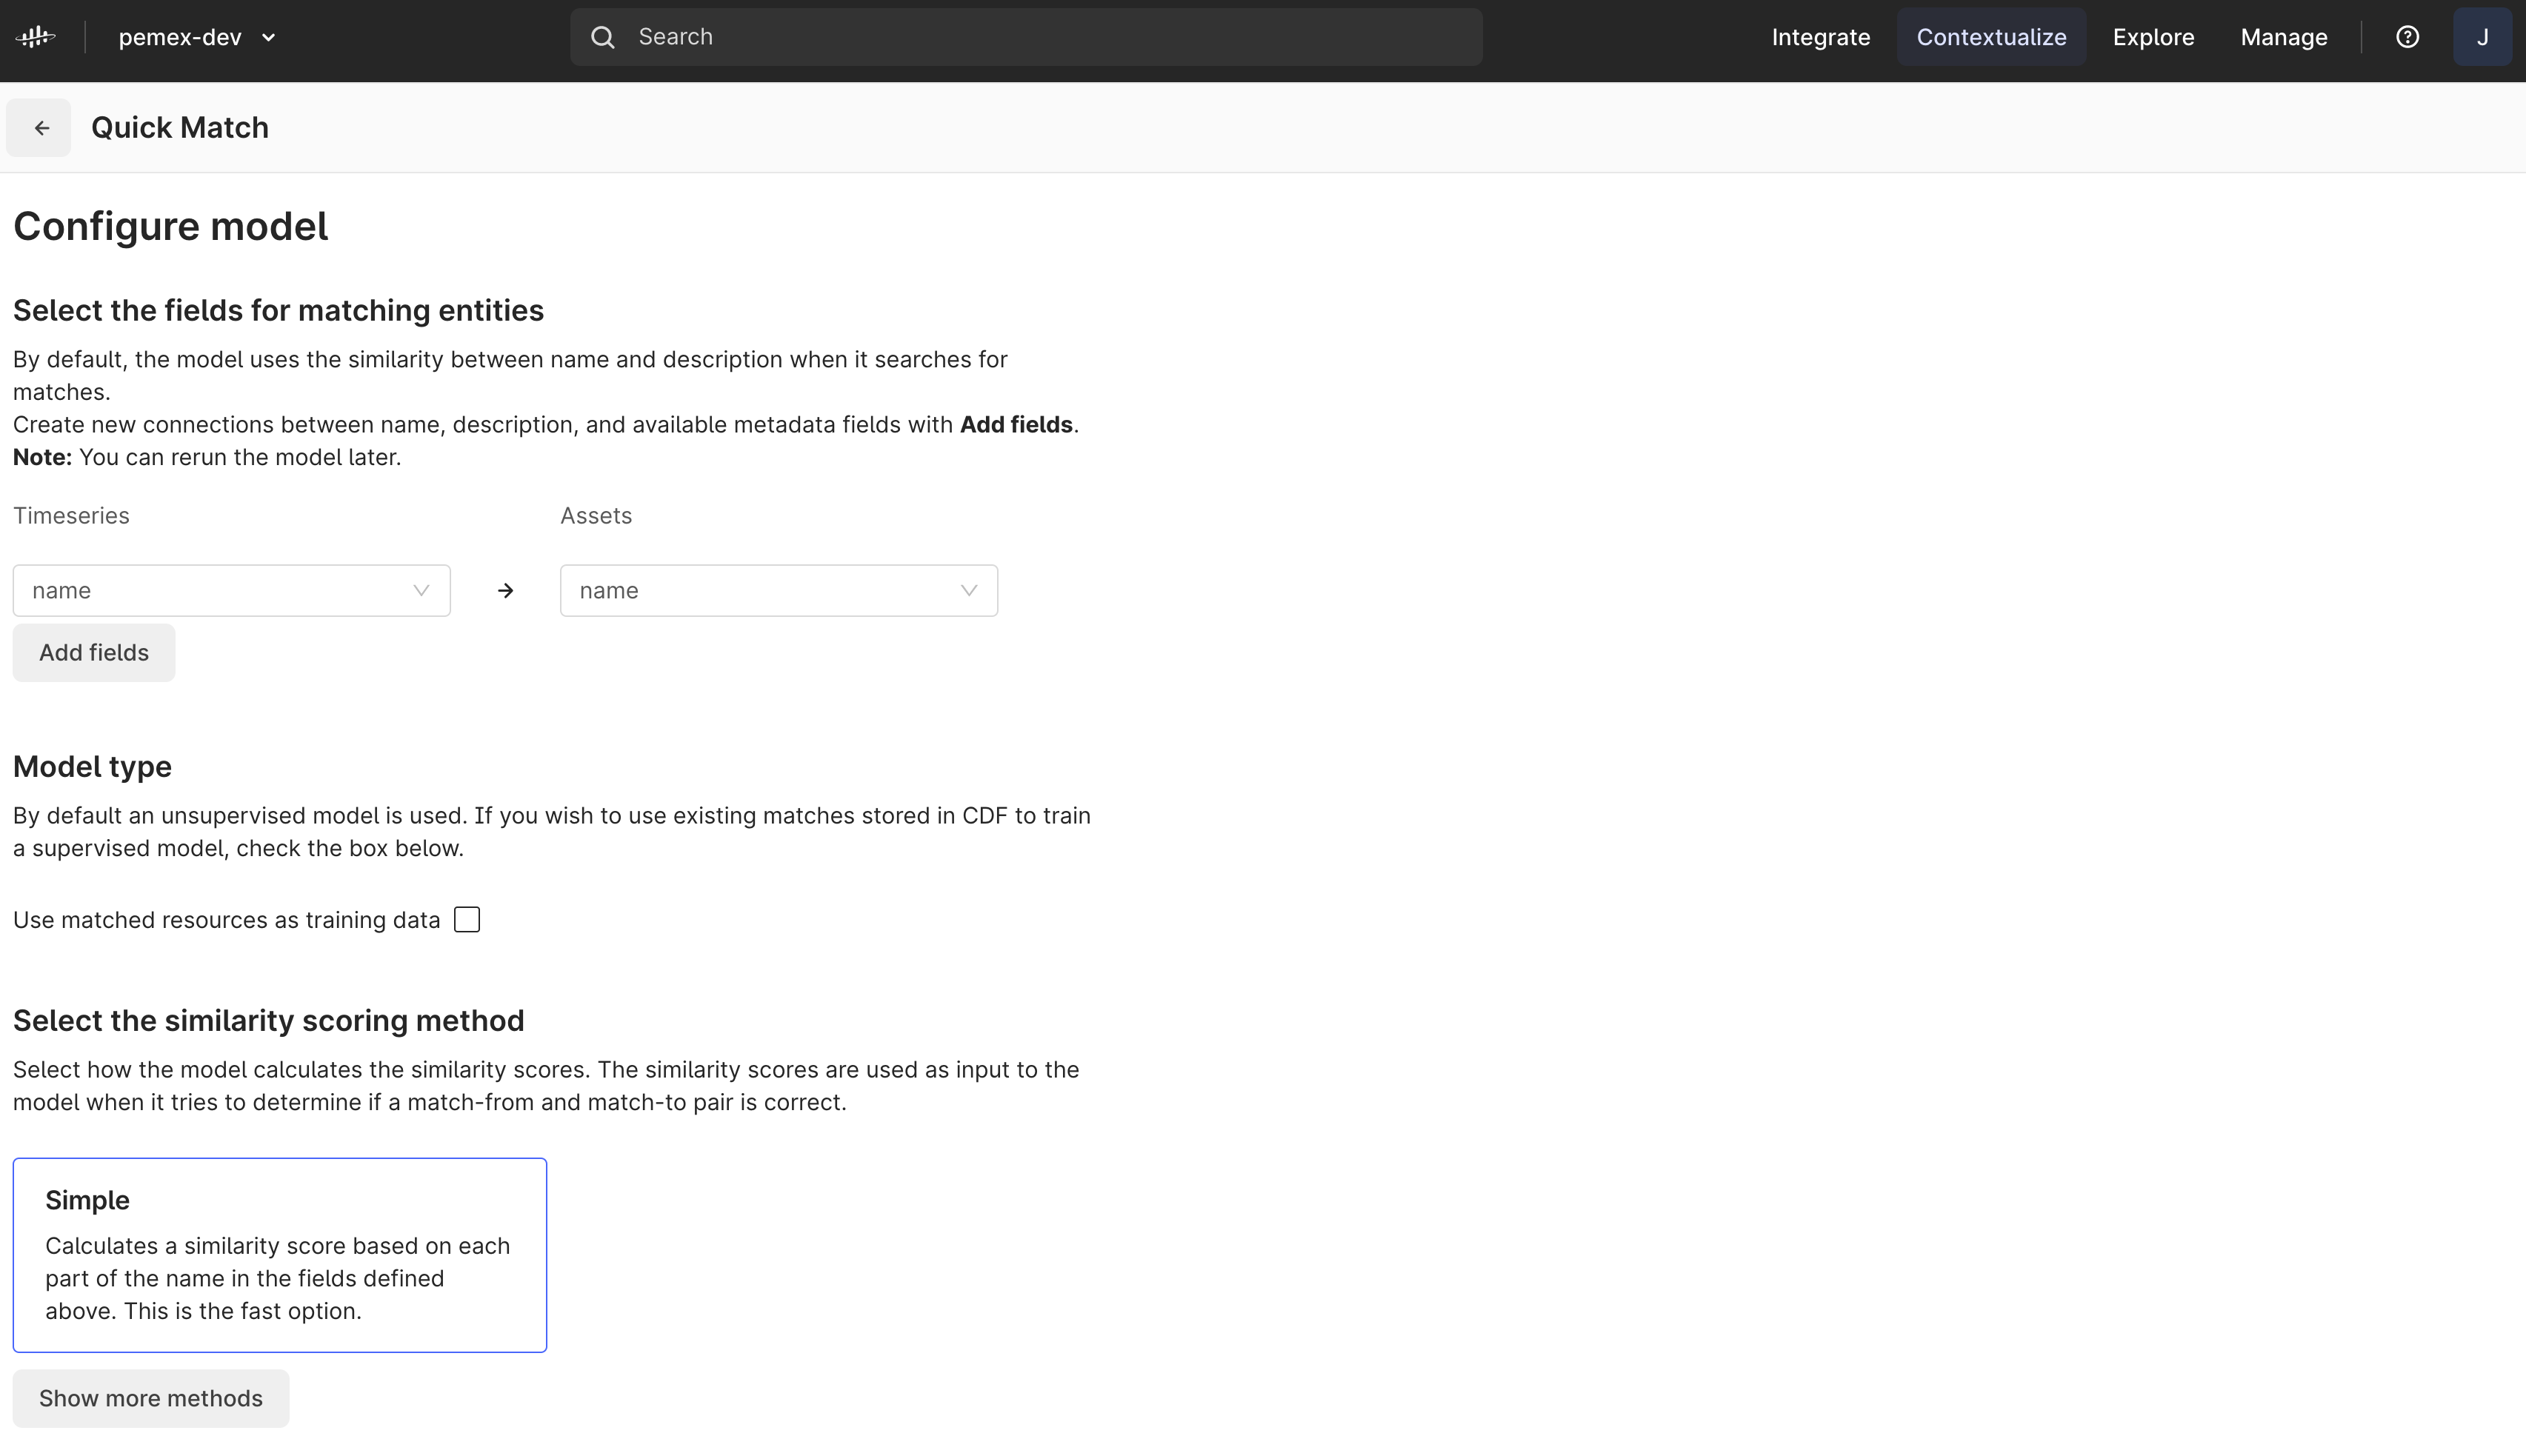 pemex-dev
Search
Integrate
Contextualize
Explore
Manage
J
Quick Match
Configure model
Select the fields for matching entities
By default, the model uses the similarity between name and description when it searches for
matches.
Create new connections between name, description, and available metadata fields with Add fields.
Note: You can rerun the model later.
Timeseries
Assets
name
name
Add fields
Model type
By default an unsupervised model is used. If you wish to use existing matches stored in CDF to train
a supervised model, check the box below.
Use matched resources as training data
Select the similarity scoring method
Select how the model calculates the similarity scores. The similarity scores are used as input to the
model when it tries to determine if a match-from and match-to pair is correct.
Simple
Calculates a similarity score based on each
part of the name in the fields defined
above. This is the fast option.
Show more methods